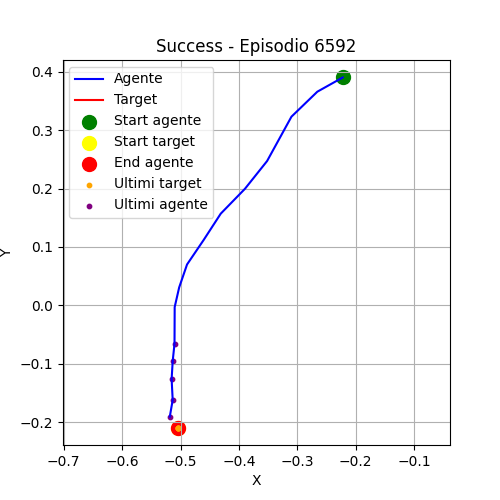 Success - Episodio 6592
Agente
Target
Start agente
Start target
End agente
Ultimi target
Ultimi agente
0.4
0.3
0.2
0.1
0.0
−0.1
−0.2
Y
−0.7
−0.6
−0.5
−0.4
−0.3
−0.2
−0.1
X